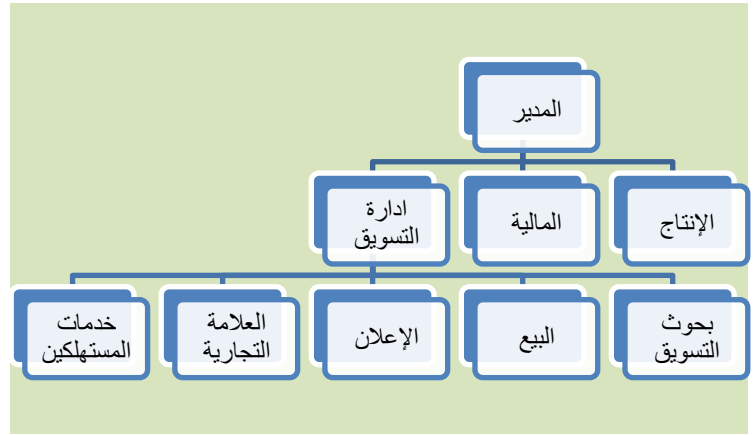 المدير
الإنتاج
المالية
ادارة
التسويق
بحوث
التسويق
البيع
الإعلان
العلامة
التجارية
خدمات
المستهلكين